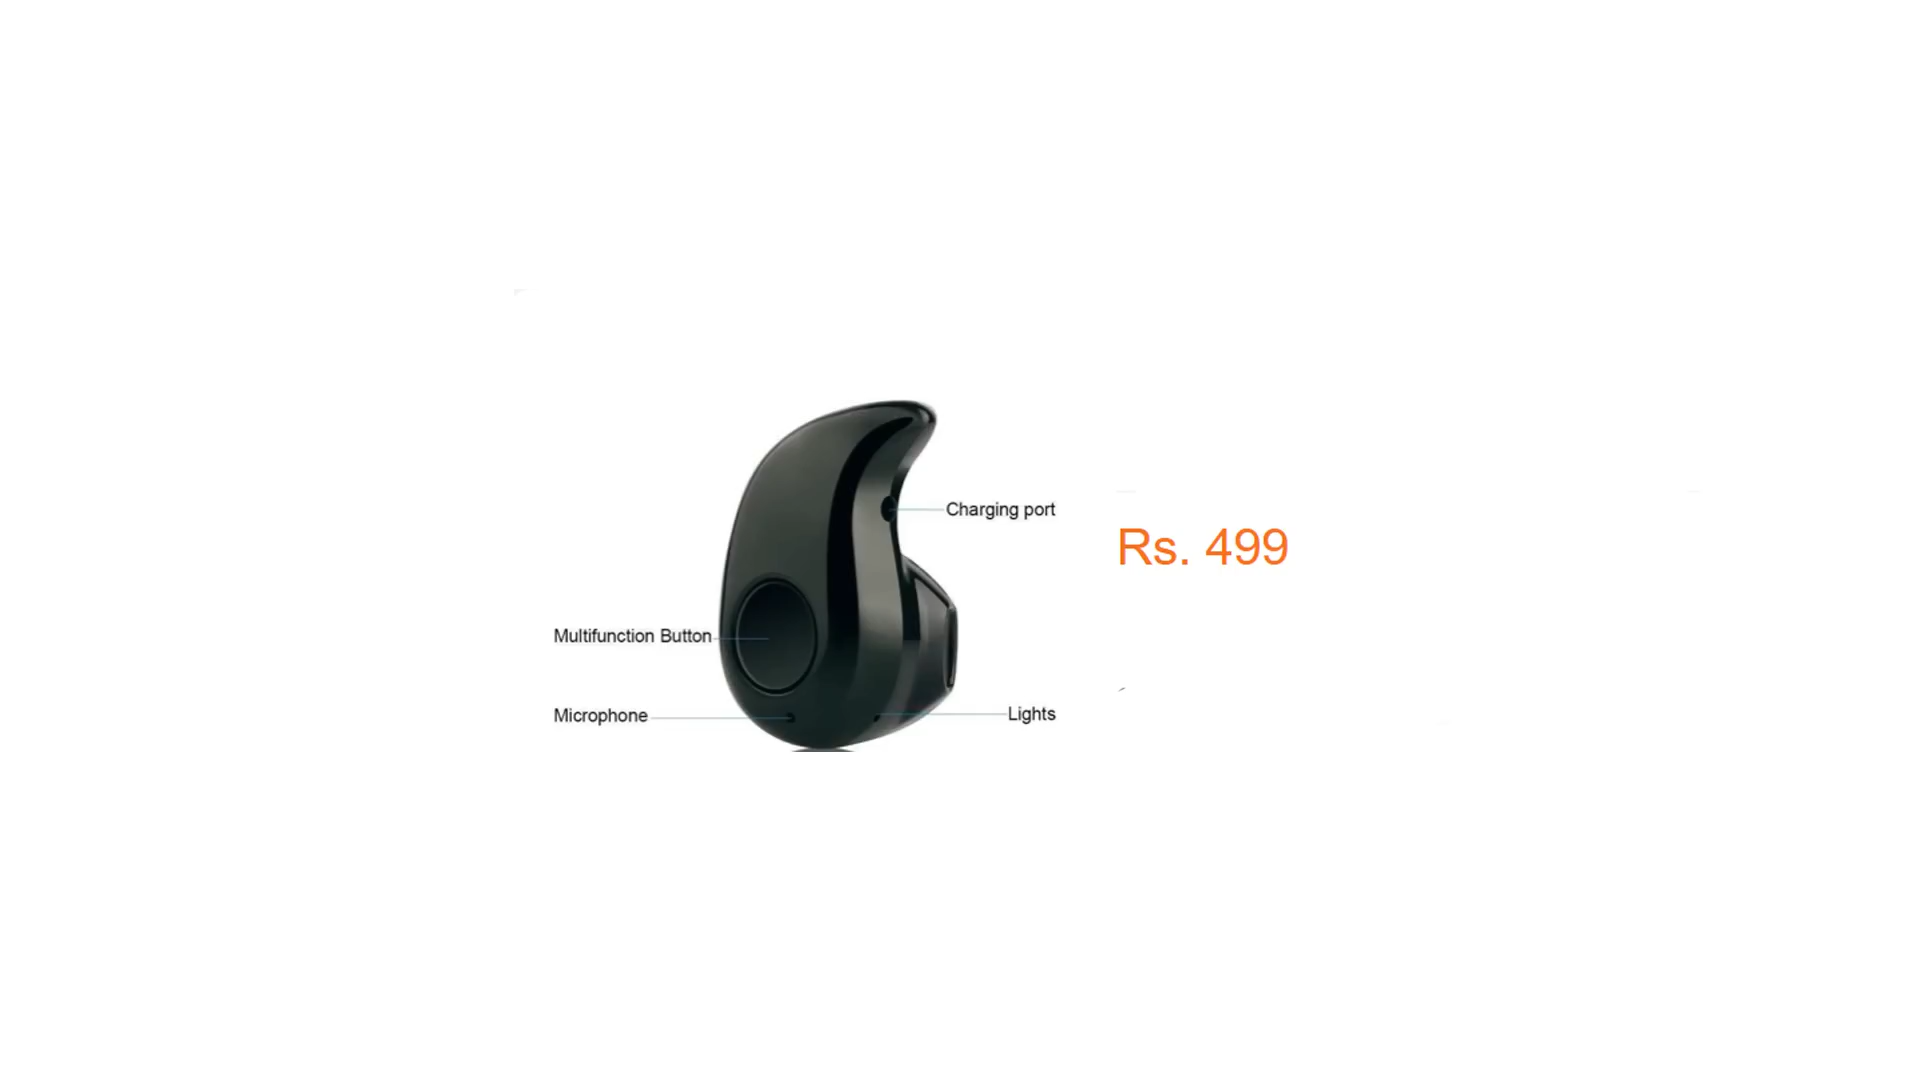 Charging port
Rs. 499
Multifunction Button
Microphone
Lights